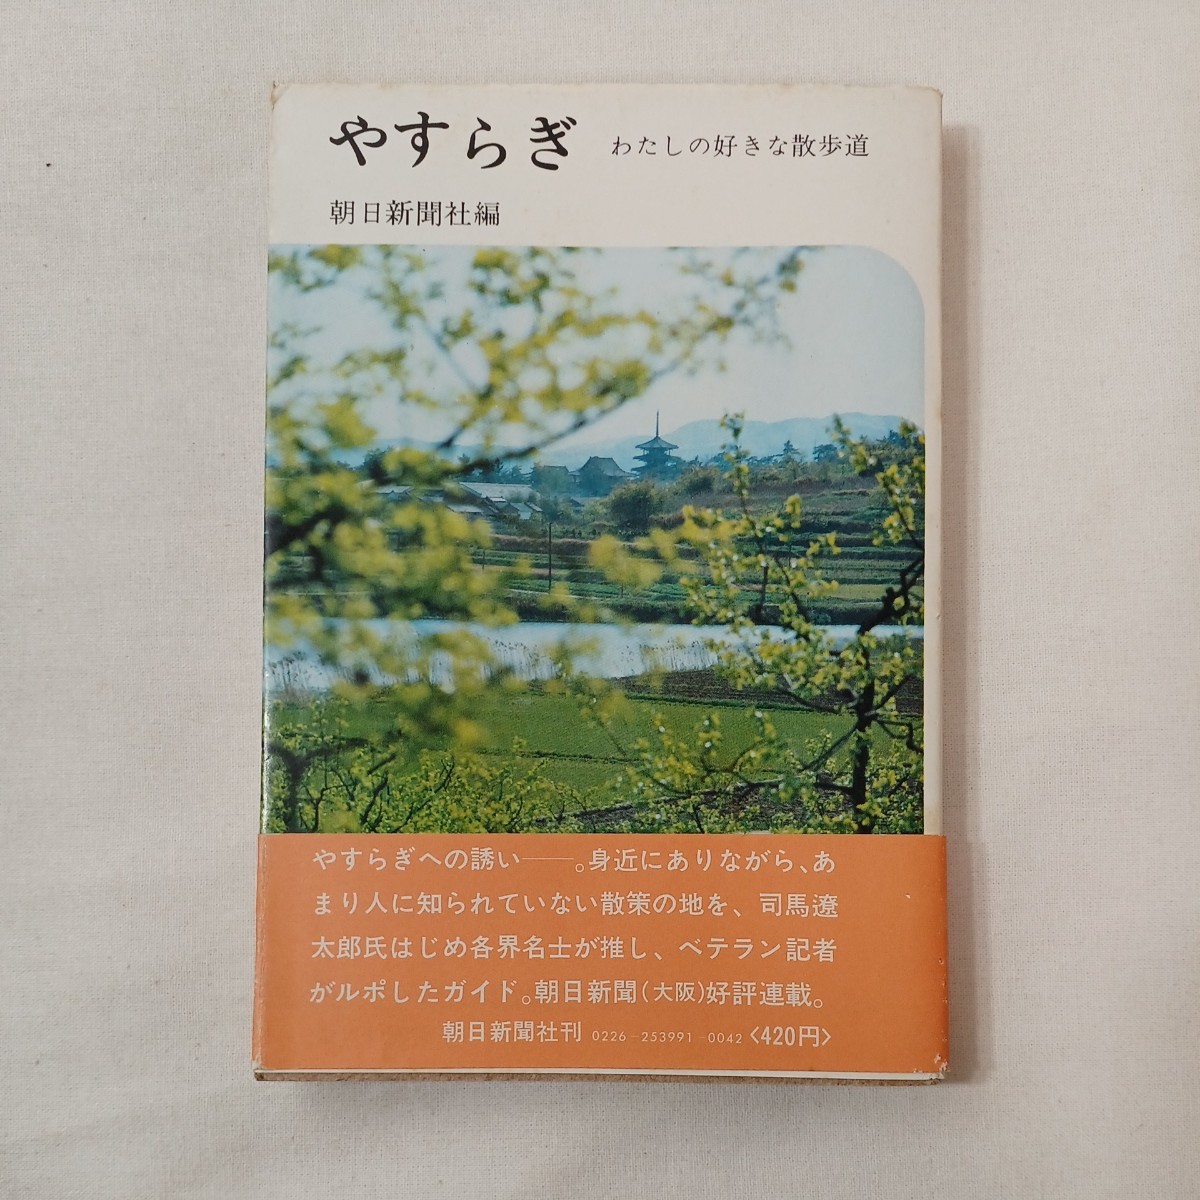 やすらぎ わたしの好きな散歩道
朝日新聞社編
やすらぎへの誘い――。身近にありながら、あ
まり人に知られていない散策の地を、司馬遼
太郎氏はじめ各界名士が推し、ベテラン記者
がルポしたガイド。朝日新聞(大阪)好評連載。
朝日新聞社刊 0226-253991-0042 〈420円〉